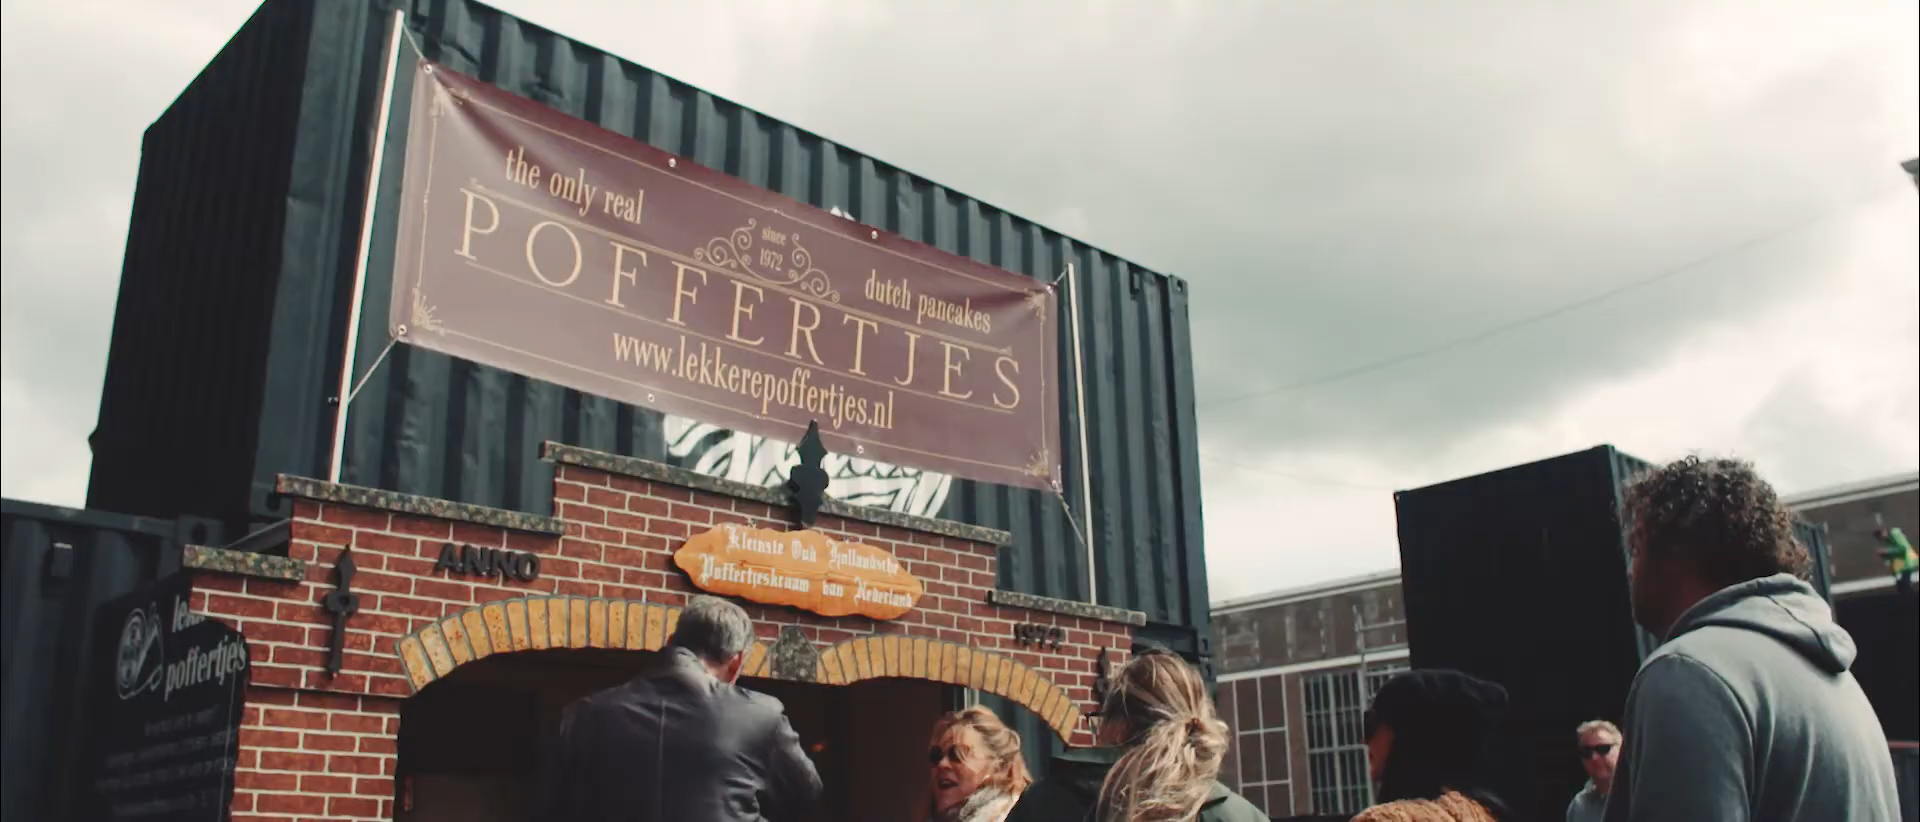 the only real
since
1972
dutch pancakes
POFFERTJES
www.lekkerepoffertjes.nl
ANNO
Kleinste Oud Hollandsche
Poffertjeskraam van Nederland
1972
poffertjes